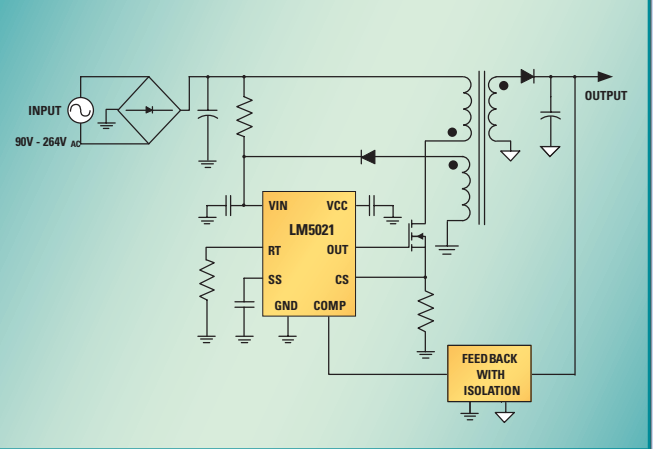 INPUT
90V - 264V AC
OUTPUT
VIN VCC
LM5021
RT OUT
SS CS
GND COMP
FEEDBACK
WITH
ISOLATION